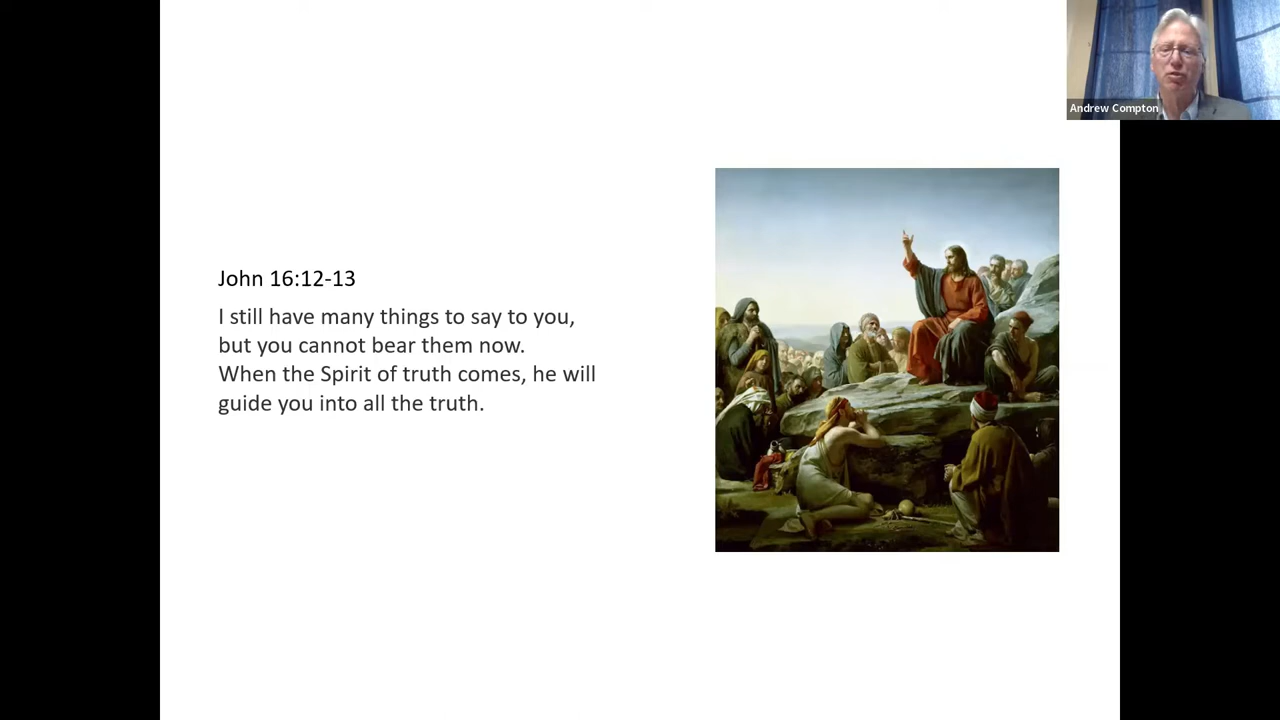 Andrew Compton
John 16:12-13
I still have many things to say to you,
but you cannot bear them now.
When the Spirit of truth comes, he will
guide you into all the truth.